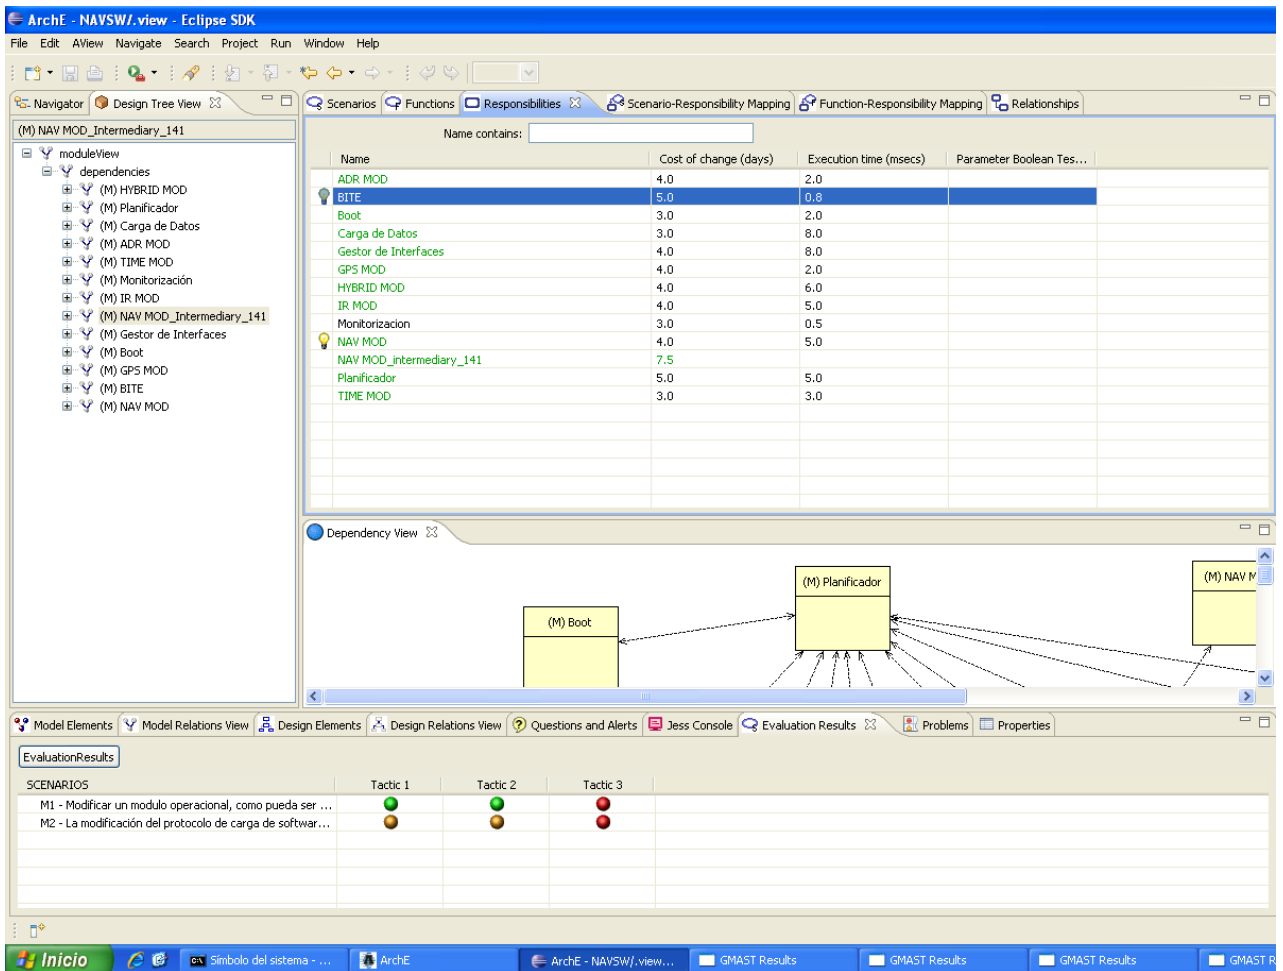 ArchE - NAVSW/.view - Eclipse SDK
File Edit AView Navigate Search Project Run Window Help
Navigator Design Tree View
Scenarios Functions Responsibilities Scenario-Responsibility Mapping Function-Responsibility Mapping Relationships
(M) NAV MOD_Intermediary_141
moduleView
dependencies
(M) HYBRID MOD
(M) Planificador
(M) Carga de Datos
(M) ADR MOD
(M) TIME MOD
(M) Monitorización
(M) IR MOD
(M) NAV MOD_Intermediary_141
(M) Gestor de Interfaces
(M) Boot
(M) GPS MOD
(M) BITE
(M) NAV MOD
Name contains:
Name Cost of change (days) Execution time (msecs) Parameter Boolean Tes...
ADR MOD 4.0 2.0
BITE 5.0 0.8
Boot 3.0 2.0
Carga de Datos 3.0 8.0
Gestor de Interfaces 4.0 8.0
GPS MOD 4.0 2.0
HYBRID MOD 4.0 6.0
IR MOD 4.0 5.0
Monitorizacion 3.0 0.5
NAV MOD 4.0 5.0
NAV MOD_intermediary_141 7.5
Planificador 5.0 5.0
TIME MOD 3.0 3.0
Dependency View
(M) Planificador
(M) NAV M
(M) Boot
Model Elements Model Relations View Design Elements Design Relations View Questions and Alerts Jess Console Evaluation Results Problems Properties
EvaluationResults
SCENARIOS Tactic 1 Tactic 2 Tactic 3
M1 - Modificar un modulo operacional, como pueda ser ...
M2 - La modificación del protocolo de carga de softwar...
Inicio Símbolo del sistema - ... ArchE ArchE - NAVSW/.view... GMAST Results GMAST Results GMAST Results GMAST R